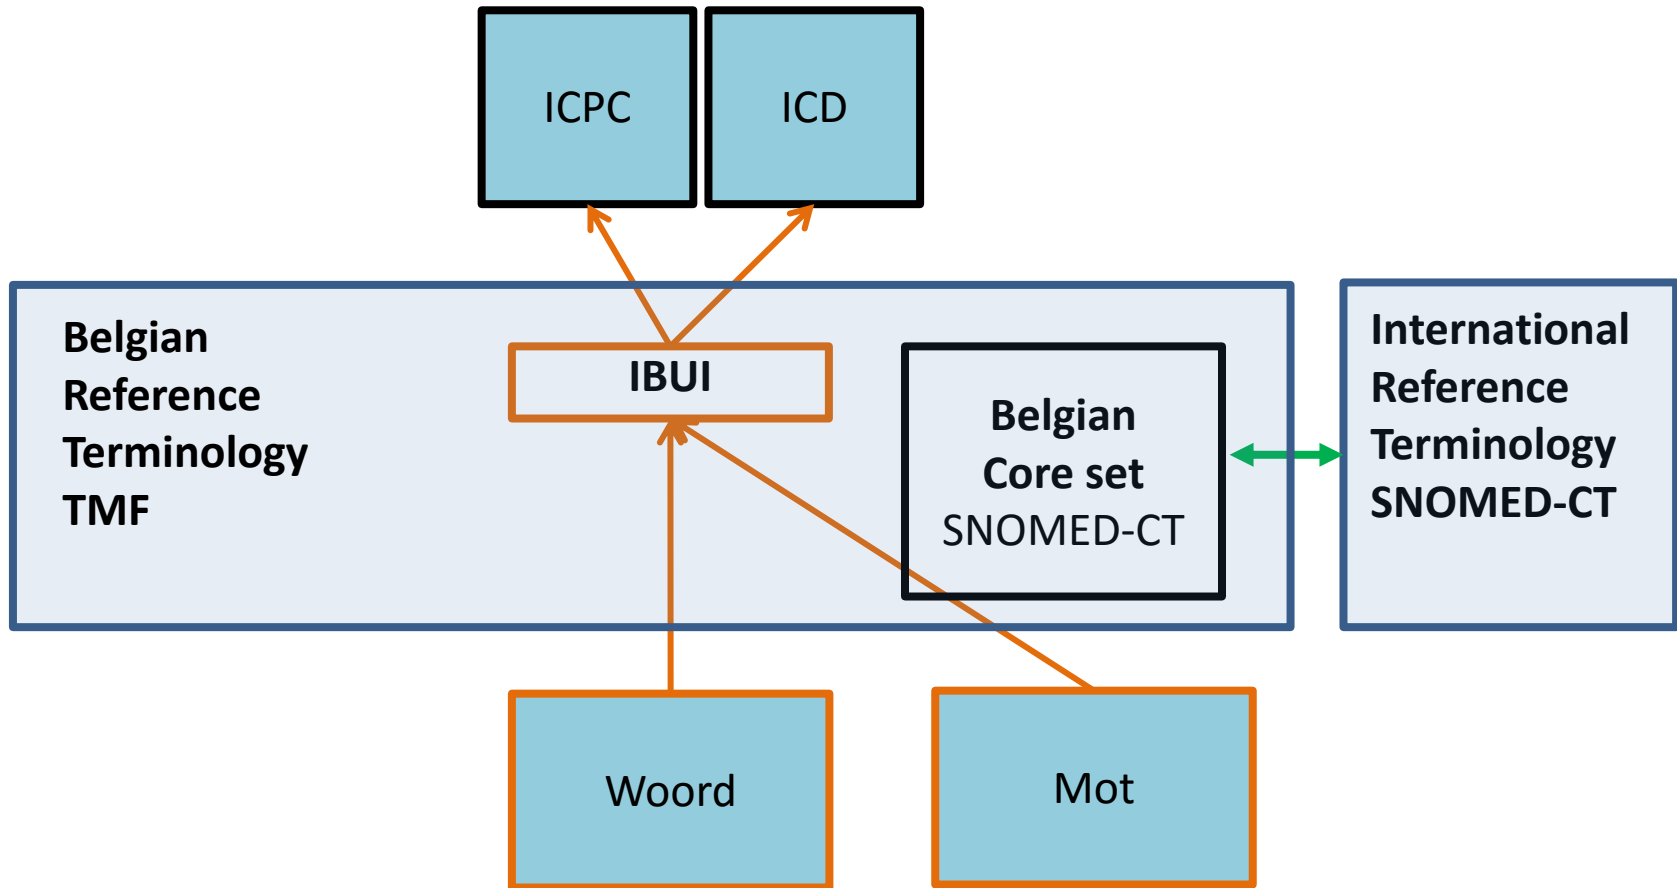 ICPC
ICD
Belgian
Reference
Terminology
TMF
IBUI
Belgian
Core set
SNOMED-CT
International
Reference
Terminology
SNOMED-CT
Woord
Mot